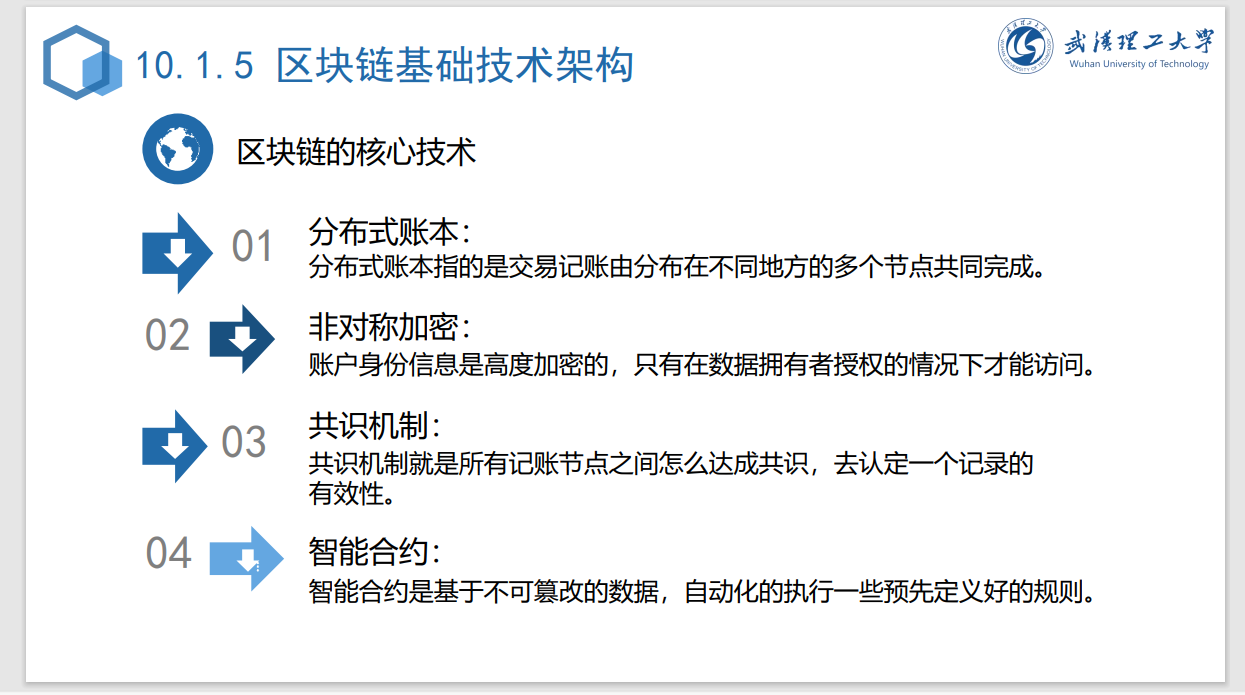 10.1.5 区块链基础技术架构
武汉理工大学
Wuhan University of Technology
区块链的核心技术
01
分布式账本：
分布式账本指的是交易记账由分布在不同地方的多个节点共同完成。
02
非对称加密：
账户身份信息是高度加密的，只有在数据拥有者授权的情况下才能访问。
03
共识机制：
共识机制就是所有记账节点之间怎么达成共识，去认定一个记录的
有效性。
04
智能合约：
智能合约是基于不可篡改的数据，自动化的执行一些预先定义好的规则。